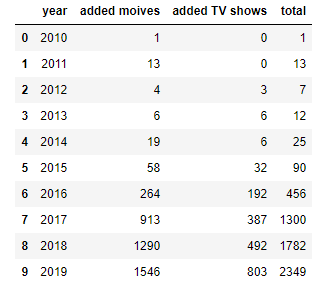 year added moives added TV shows total
0 2010 1 0 1
1 2011 13 0 13
2 2012 4 3 7
3 2013 6 6 12
4 2014 19 6 25
5 2015 58 32 90
6 2016 264 192 456
7 2017 913 387 1300
8 2018 1290 492 1782
9 2019 1546 803 2349